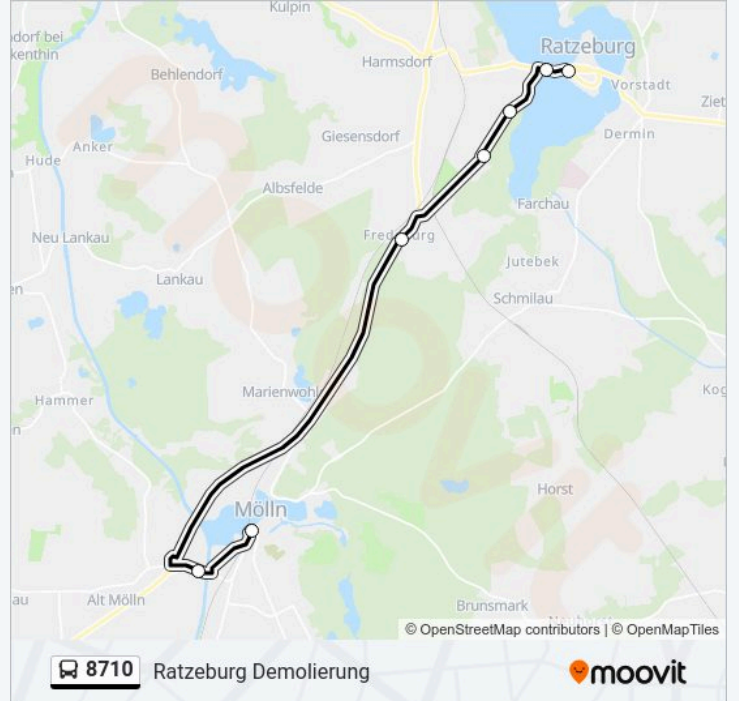 Kulpin
dorf bei
kenthin
Ratzeburg
Harmsdorf
Behlendorf
Vorstadt
Ziet
Giesensdorf
Dermin
Anker
Hude
Albsfelde
Farchau
Neu Lankau
Fredeburg
Jutebek
en
Lankau
Schmilau
Marienwohl
Kog
Hammer
n
Horst
Mölln
au
Alt Mölln
Brunsmark
© OpenStreetMap contributors | © OpenMapTiles
8710 Ratzeburg Demolierung
moovit